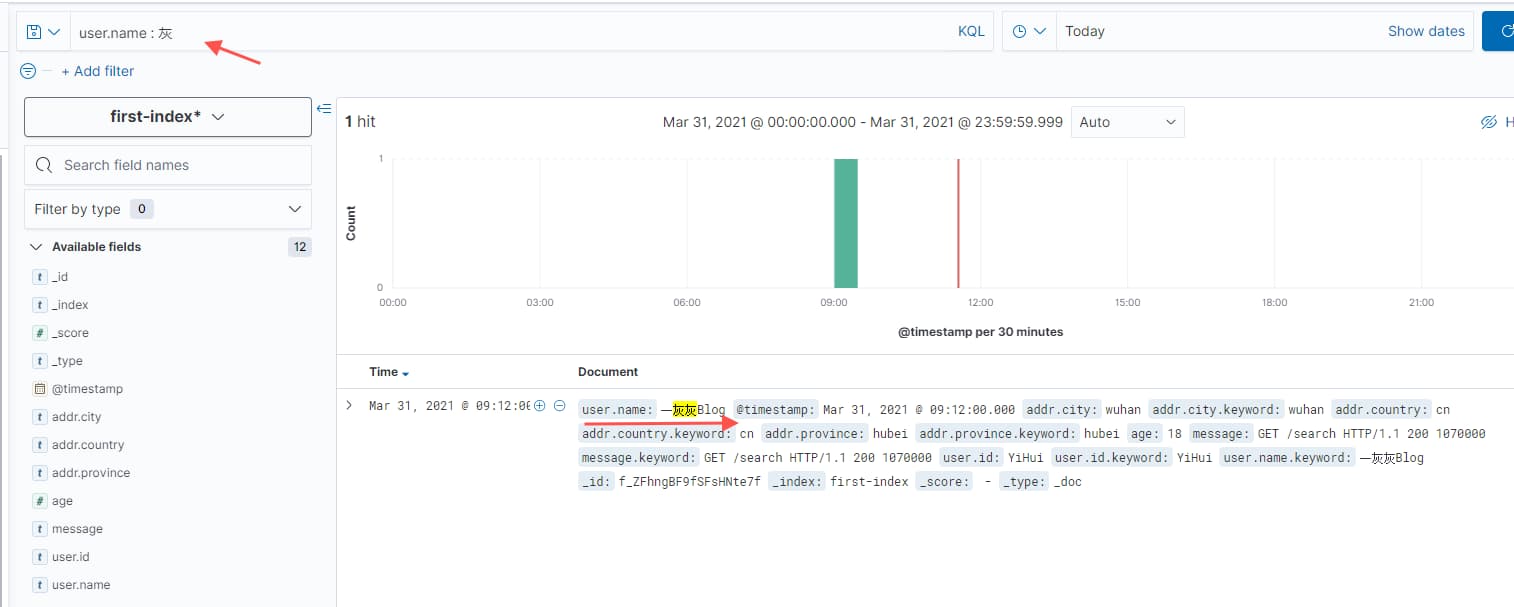 user.name : 灰 KQL Today Show dates
+ Add filter
first-index*
1 hit Mar 31, 2021 @ 00:00:00.000 - Mar 31, 2021 @ 23:59:59.999 Auto H
Search field names
Filter by type 0
Available fields 12
t _id
t _index
# _score
t _type
@timestamp
t addr.city
t addr.country
t addr.province
# age
t message
t user.id
t user.name
Count
1
0
00:00 03:00 06:00 09:00 12:00 15:00 18:00 21:00
@timestamp per 30 minutes
Time Document
Mar 31, 2021 @ 09:12:00
user.name: 一灰灰Blog @timestamp: Mar 31, 2021 @ 09:12:00.000 addr.city: wuhan addr.city.keyword: wuhan addr.country: cn
addr.country.keyword: cn addr.province: hubei addr.province.keyword: hubei age: 18 message: GET /search HTTP/1.1 200 1070000
message.keyword: GET /search HTTP/1.1 200 1070000 user.id: YiHui user.id.keyword: YiHui user.name.keyword: 一灰灰Blog
_id: f_ZFhngBF9fSFsHNte7f _index: first-index _score: - _type: _doc